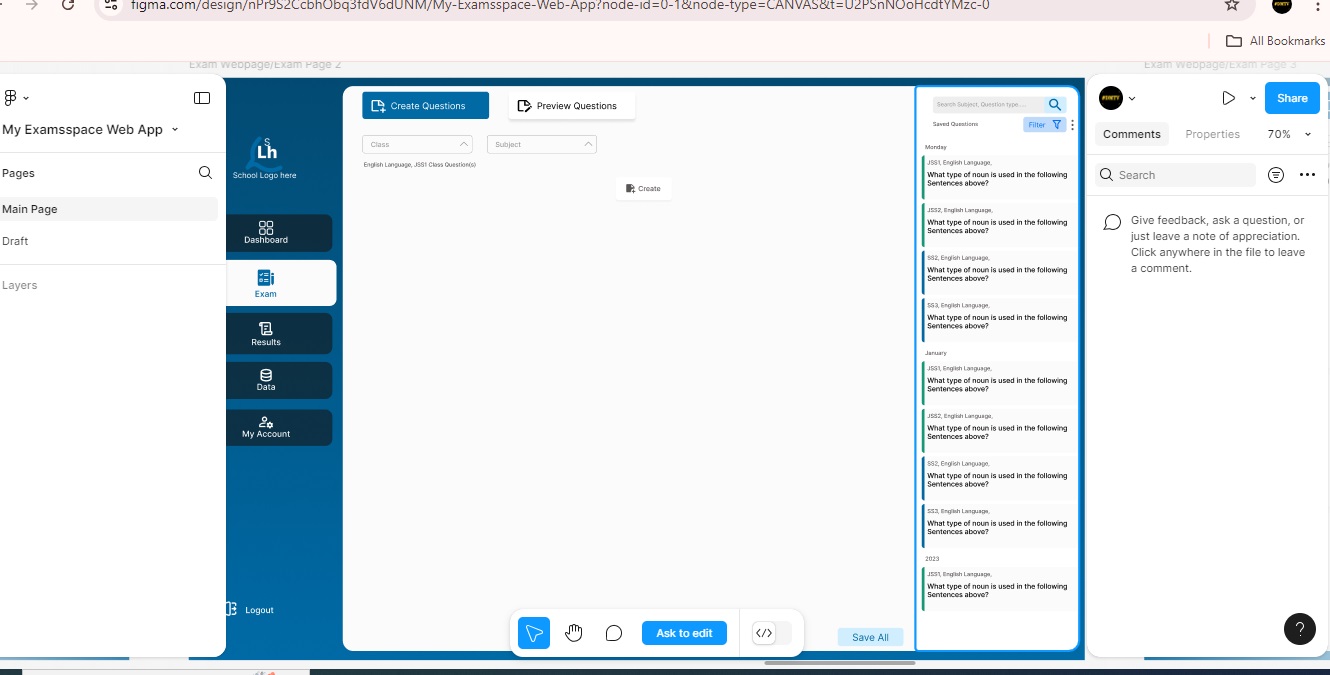 figma.com/design/nPr9S2CcbhObq3fdV6dUNM/My-Examsspace-Web-App?node-id=0-1&node-type=CANVAS&t=U2PSnNOoHcdtYMzc-0
All Bookmarks
Exam Webpage/Exam Page 2
Exam Webpage/Exam Page 3
My Examsspace Web App
Pages
Main Page
Draft
Layers
S
Lh
School Logo here
Dashboard
Exam
Results
Data
My Account
Logout
Create Questions
Preview Questions
Class
Subject
English Language, JSS1 Class Question(s)
Create
Save All
Ask to edit
Search Subject, Question type....
Saved Questions
Filter
Monday
JSS1, English Language,
What type of noun is used in the following
Sentences above?
JSS2, English Language,
What type of noun is used in the following
Sentences above?
SS2, English Language,
What type of noun is used in the following
Sentences above?
SS3, English Language,
What type of noun is used in the following
Sentences above?
January
JSS1, English Language,
What type of noun is used in the following
Sentences above?
JSS2, English Language,
What type of noun is used in the following
Sentences above?
SS2, English Language,
What type of noun is used in the following
Sentences above?
SS3, English Language,
What type of noun is used in the following
Sentences above?
2023
JSS1, English Language,
What type of noun is used in the following
Sentences above?
Share
Comments
Properties
70%
Search
Give feedback, ask a question, or
just leave a note of appreciation.
Click anywhere in the file to leave
a comment.
?